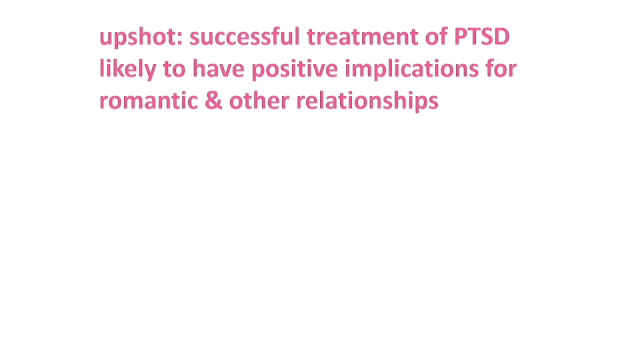 upshot: successful treatment of PTSD
likely to have positive implications for
romantic & other relationships